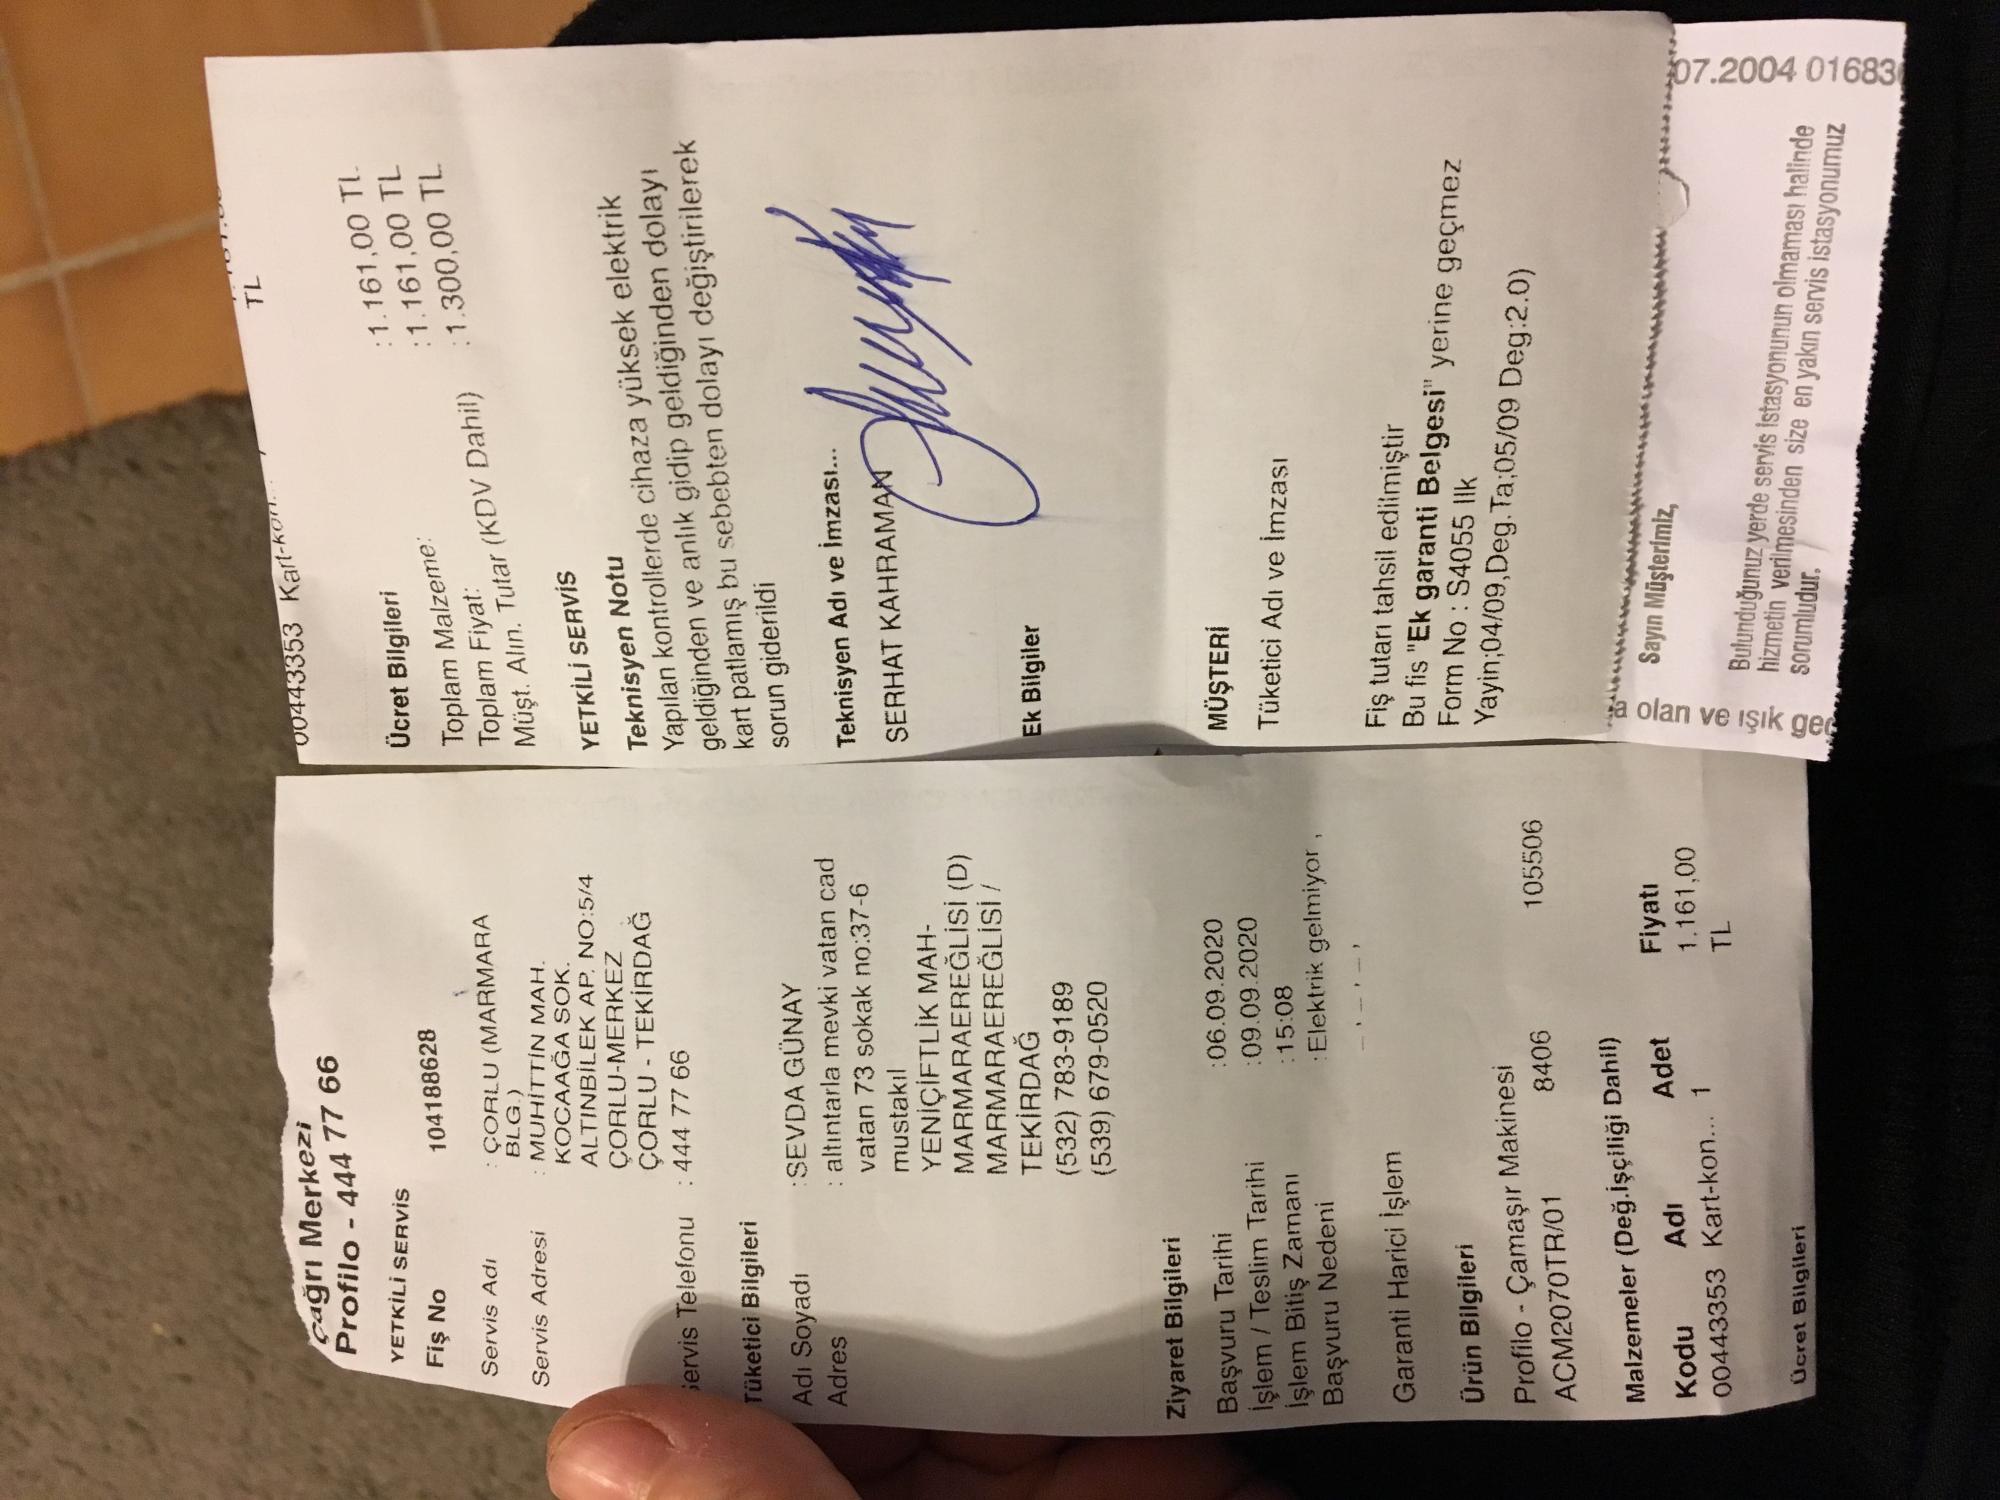 Çağrı Merkezi
Profilo - 444 77 66
YETKİLİ SERVİS
Fiş No 104188628
Servis Adı : ÇORLU (MARMARA
BLG.)
Servis Adresi : MUHİTTİN MAH.
KOCAAĞA SOK.
ALTINBİLEK AP. NO:5/4
ÇORLU-MERKEZ
ÇORLU - TEKİRDAĞ
Servis Telefonu : 444 77 66
Tüketici Bilgileri
Adı Soyadı :SEVDA GÜNAY
Adres : altıntarla mevki vatan cad
vatan 73 sokak no:37-6
mustakıl
YENİÇİFTLİK MAH-
MARMARAEREĞLİSİ (D)
MARMARAEREĞLİSİ /
TEKİRDAĞ
(532) 783-9189
(539) 679-0520
Ziyaret Bilgileri
Başvuru Tarihi :06.09.2020
İşlem / Teslim Tarihi :09.09.2020
İşlem Bitiş Zamanı :15:08
Başvuru Nedeni :Elektrik gelmiyor ,
_ , _ , _ , ,
Garanti Harici İşlem
Ürün Bilgileri
Profilo - Çamaşır Makinesi
ACM2070TR/01 8406 105506
Malzemeler (Değ.İşçiliği Dahil)
Kodu Adı Adet Fiyatı
00443353 Kart-kon... 1 1.161,00
TL
Ücret Bilgileri
00443353 Kart-kon...
TL
Ücret Bilgileri
Toplam Malzeme: :1.161,00 TL
Toplam Fiyat: :1.161,00 TL
Müşt. Alın. Tutar (KDV Dahil) :1.300,00 TL
YETKİLİ SERVİS
Teknisyen Notu
Yapılan kontrollerde cihaza yüksek elektrik
geldiğinden ve anlık gidip geldiğinden dolayı
kart patlamış bu sebebten dolayı değiştirilerek
sorun giderildi
Teknisyen Adı ve İmzası...
SERHAT KAHRAMAN
Ek Bilgiler
MÜŞTERİ
Tüketici Adı ve İmzası
Fiş tutarı tahsil edilmiştir
Bu fis "Ek garanti Belgesi" yerine geçmez
Form No : S4055 Ilk
Yayin;04/09,Deg.Ta;05/09 Deg:2.0)
07.2004 01683
Sayın Müşterimiz,
Bulunduğunuz yerde servis istasyonunun olmaması halinde
hizmetin verilmesinden size en yakın servis istasyonumuz
sorumludur.
a olan ve ışık geç